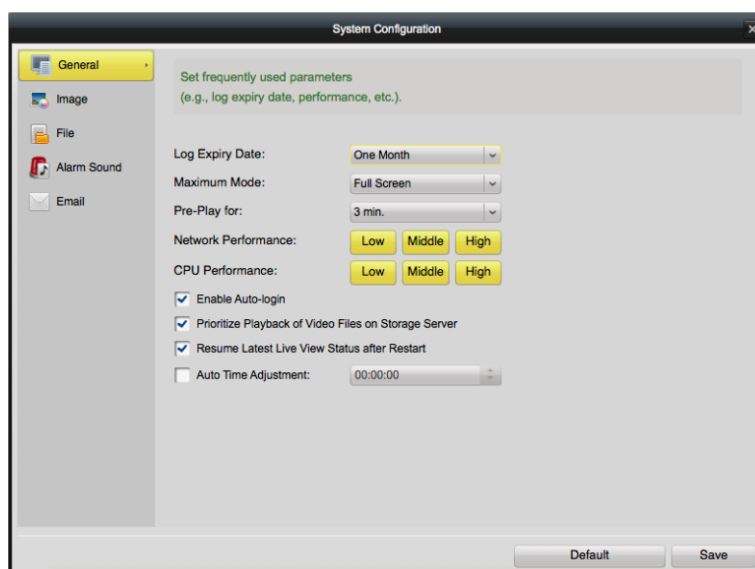 System Configuration
General
Image
File
Alarm Sound
Email
Set frequently used parameters
(e.g., log expiry date, performance, etc.).
Log Expiry Date: One Month
Maximum Mode: Full Screen
Pre-Play for: 3 min.
Network Performance: Low Middle High
CPU Performance: Low Middle High
Enable Auto-login
Prioritize Playback of Video Files on Storage Server
Resume Latest Live View Status after Restart
Auto Time Adjustment: 00:00:00
Default Save